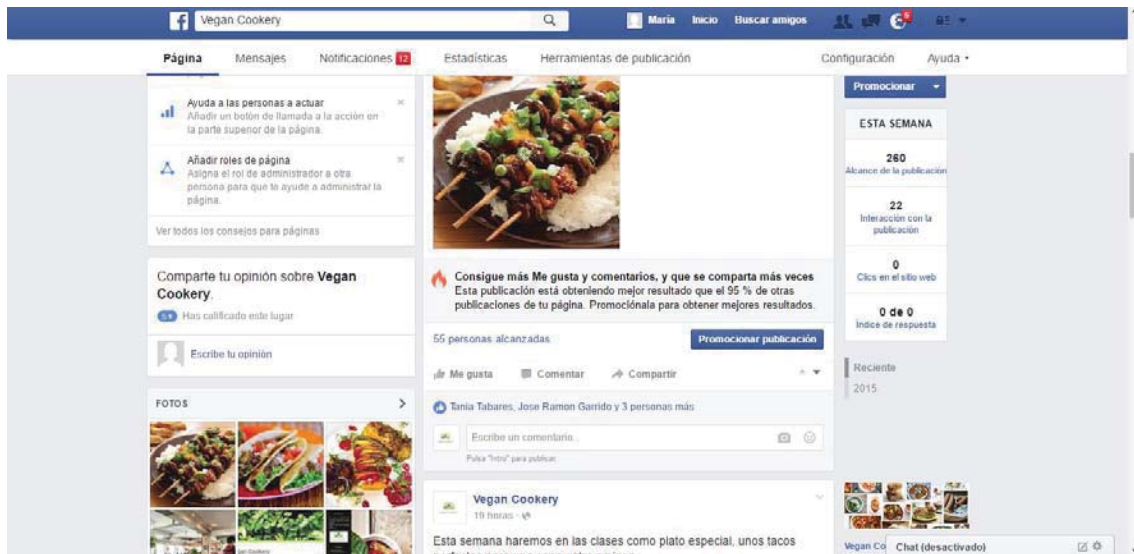 Vegan Cookery
María Inicio Buscar amigos
5
Página Mensajes Notificaciones 12 Estadísticas Herramientas de publicación Configuración Ayuda
Ayuda a las personas a actuar
Añadir un botón de llamada a la acción en
la parte superior de la página.
Añadir roles de página
Asigna el rol de administrador a otra
persona para que te ayude a administrar la
página.
Ver todos los consejos para páginas
Comparte tu opinión sobre Vegan
Cookery.
5★ Has calificado este lugar
Escribe tu opinión
FOTOS
Consigue más Me gusta y comentarios, y que se comparta más veces
Esta publicación está obteniendo mejor resultado que el 95 % de otras
publicaciones de tu página. Promociónala para obtener mejores resultados.
55 personas alcanzadas Promocionar publicación
Me gusta Comentar Compartir
Tania Tabares, Jose Ramon Garrido y 3 personas más
Escribe un comentario...
Pulsa "Intro" para publicar.
Vegan Cookery
19 horas ·
Esta semana haremos en las clases como plato especial, unos tacos
Promocionar
ESTA SEMANA
260
Alcance de la publicación
22
Interacción con la
publicación
0
Clics en el sitio web
0 de 0
Índice de respuesta
Reciente
2015
Vegan Co
Chat (desactivado)